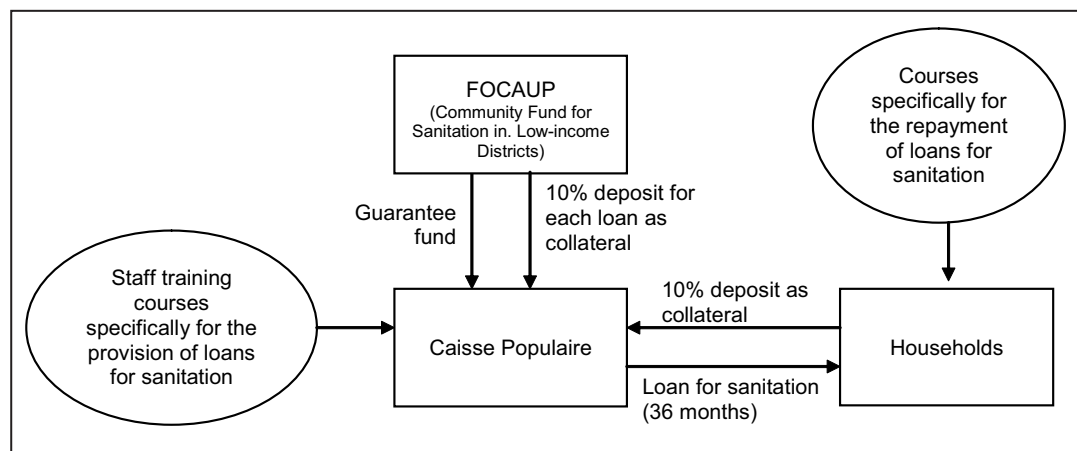 FOCAUP
(Community Fund for
Sanitation in. Low-income
Districts)
Courses
specifically for
the repayment
of loans for
sanitation
Guarantee
fund
10% deposit for
each loan as
collateral
Staff training
courses
specifically for the
provision of loans
for sanitation
Caisse Populaire
10% deposit as
collateral
Households
Loan for sanitation
(36 months)